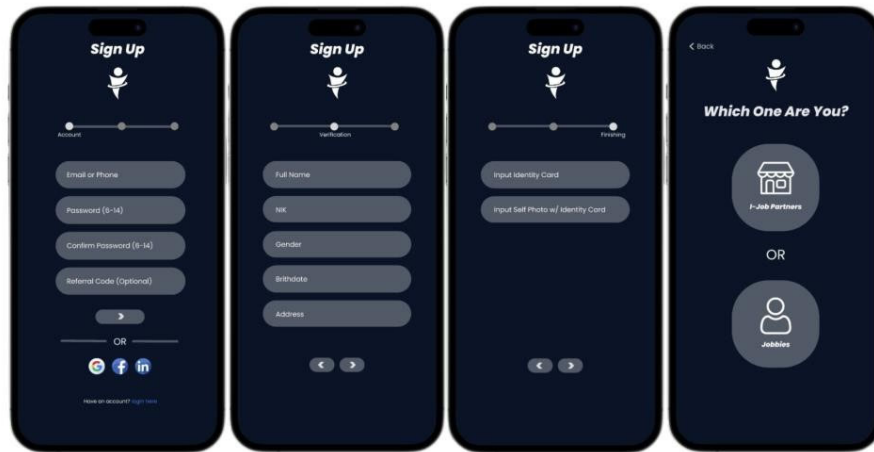 Sign Up
Account
Email or Phone
Password (6-14)
Confirm Password (6-14)
Referral Code (Optional)
OR
Have an account?
Sign Up
Verification
Full Name
NIK
Gender
Brithdate
Address
Sign Up
Finishing
Input Identity Card
Input Self Photo w/ Identity Card
Back
Which One Are You?
I-Job Partners
OR
Jobbies